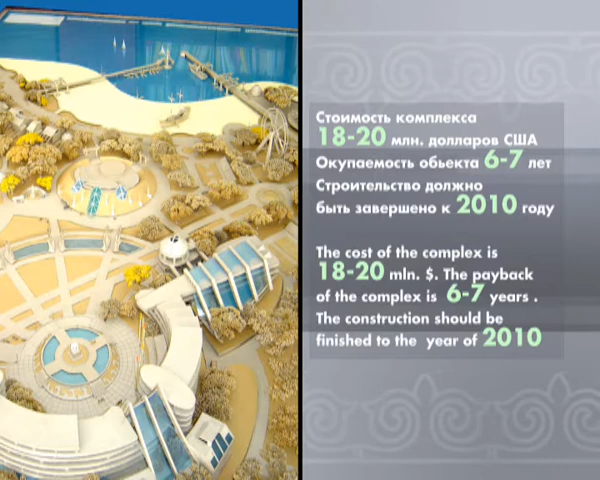 Стоимость комплекса
18-20 млн. долларов США
Окупаемость обьекта 6-7 лет
Строительство должно
быть завершено к 2010 году
The cost of the complex is
18-20 mln. $. The payback
of the complex is 6-7 years .
The construction should be
finished to the year of 2010